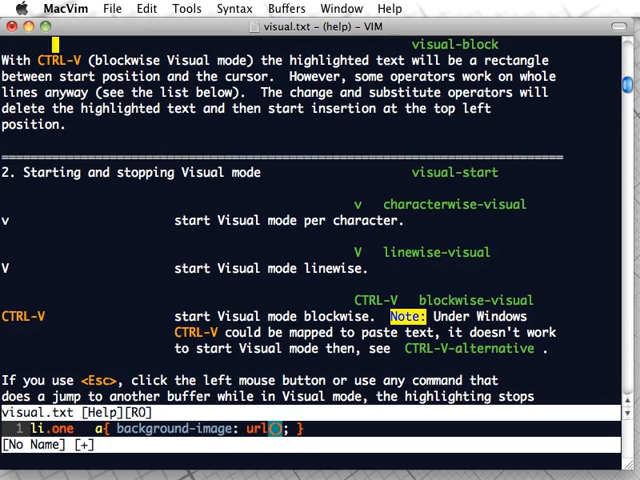 MacVim File Edit Tools Syntax Buffers Window Help
visual.txt – (help) – VIM
visual-block
With CTRL-V (blockwise Visual mode) the highlighted text will be a rectangle
between start position and the cursor. However, some operators work on whole
lines anyway (see the list below). The change and substitute operators will
delete the highlighted text and then start insertion at the top left
position.
2. Starting and stopping Visual mode visual-start
v characterwise-visual
v start Visual mode per character.
V linewise-visual
V start Visual mode linewise.
CTRL-V blockwise-visual
CTRL-V start Visual mode blockwise. Note: Under Windows
CTRL-V could be mapped to paste text, it doesn't work
to start Visual mode then, see CTRL-V-alternative .
If you use <Esc>, click the left mouse button or use any command that
does a jump to another buffer while in Visual mode, the highlighting stops
visual.txt [Help][RO]
1 li.one a{ background-image: url(); }
[No Name] [+]